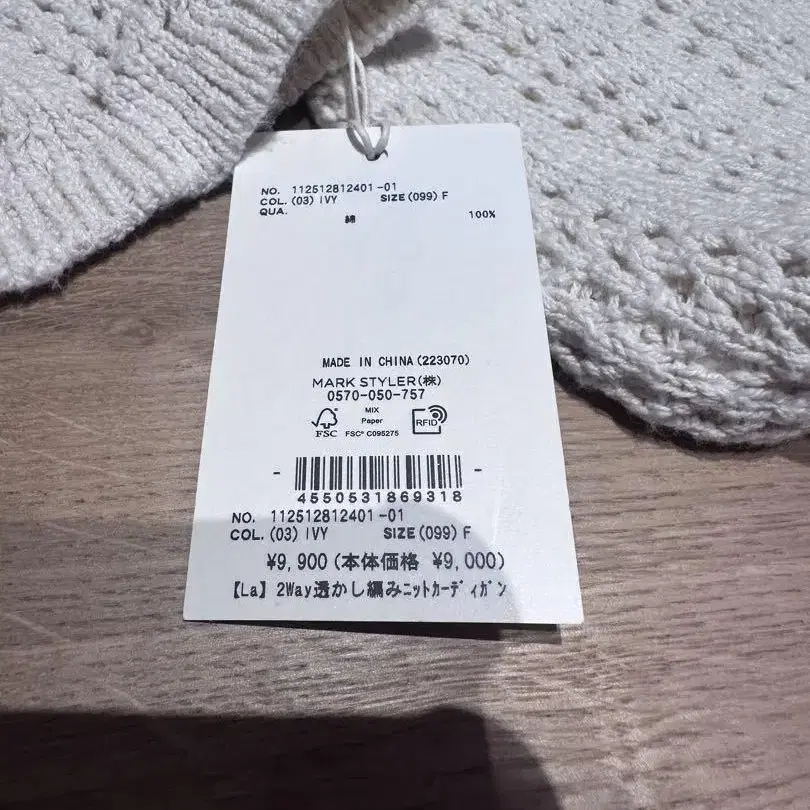 NO. 112512812401-01
COL. (03) IVY SIZE(099) F
QUA.
綿 100%
MADE IN CHINA(223070)
MARK STYLER(株)
0570-050-757
FSC
MIX
Paper
FSC® C095275
RFID
4550531869318
NO. 112512812401-01
COL. (03) IVY SIZE(099) F
¥9,900(本体価格 ¥9,000)
【La】2Way透かし編みニットカーディガン